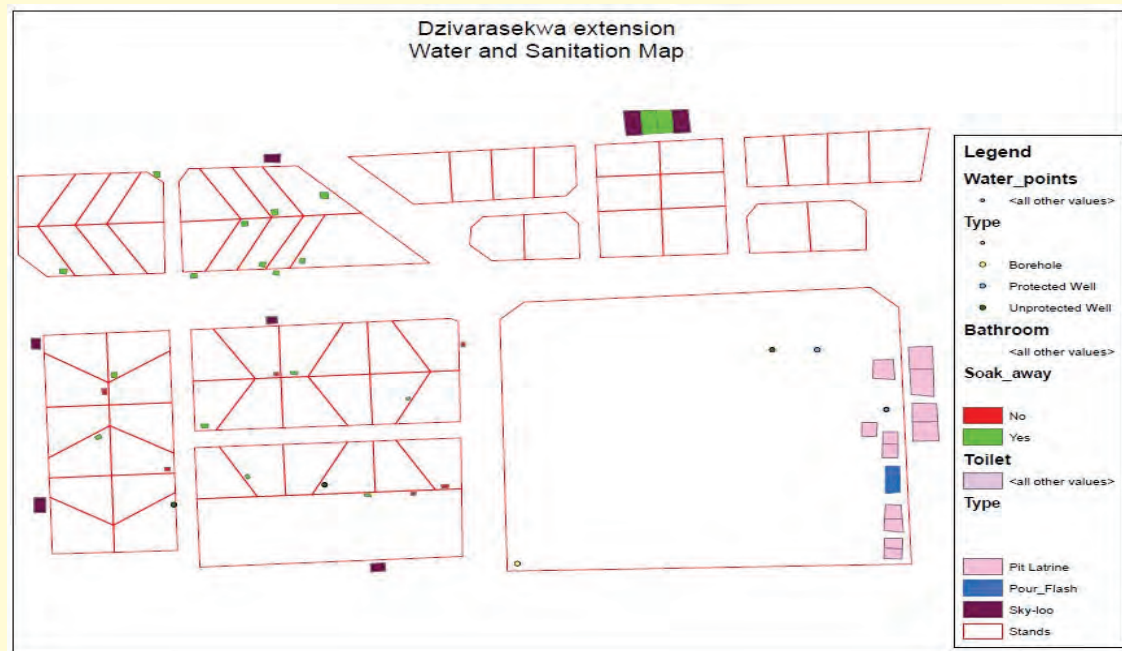 Dzivarasekwa extension
Water and Sanitation Map
Legend
Water_points
<all other values>
Type
Borehole
Protected Well
Unprotected Well
Bathroom
<all other values>
Soak_away
No
Yes
Toilet
<all other values>
Type
Pit Latrine
Pour_Flash
Sky-loo
Stands